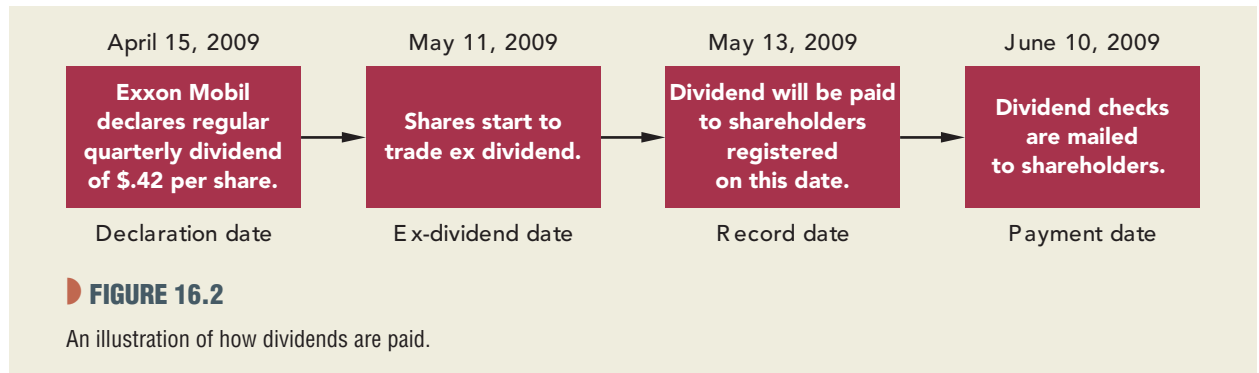 April 15, 2009
May 11, 2009
May 13, 2009
June 10, 2009
Exxon Mobil
declares regular
quarterly dividend
of $.42 per share.
Shares start to
trade ex dividend.
Dividend will be paid
to shareholders
registered
on this date.
Dividend checks
are mailed
to shareholders.
Declaration date
Ex-dividend date
Record date
Payment date
FIGURE 16.2
An illustration of how dividends are paid.